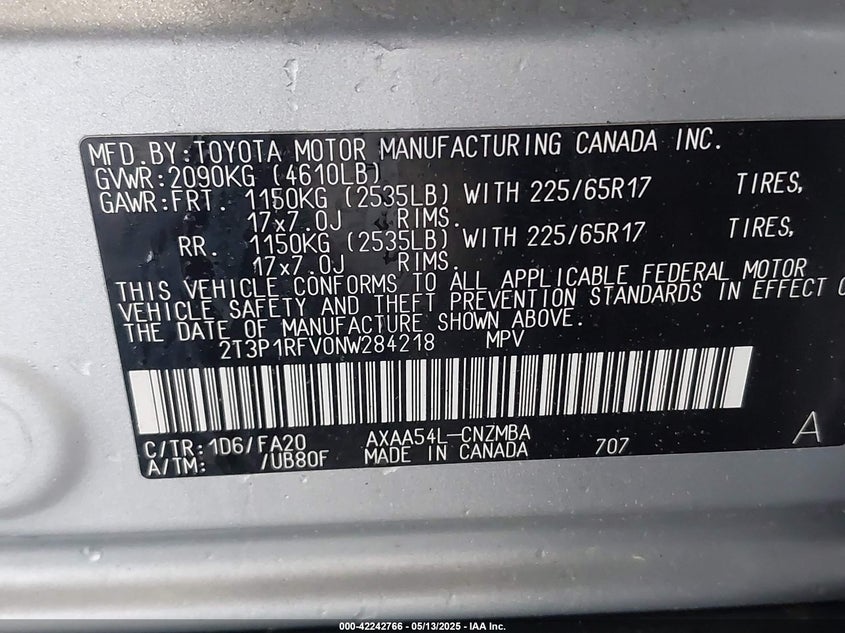 MFD.BY:TOYOTA MOTOR MANUFACTURING CANADA INC.
GVWR:2090KG (4610LB)
GAWR:FRT. 1150KG (2535LB) WITH 225/65R17 TIRES,
17x7.0J RIMS.
RR. 1150KG (2535LB) WITH 225/65R17 TIRES,
17x7.0J RIMS.
THIS VEHICLE CONFORMS TO ALL APPLICABLE FEDERAL MOTOR
VEHICLE SAFETY AND THEFT PREVENTION STANDARDS IN EFFECT
THE DATE OF MANUFACTURE SHOWN ABOVE.
2T3P1RFV0NW284218 MPV
C/TR:1D6/FA20 AXAA54L-CNZMBA
A/TM: /UB80F MADE IN CANADA 707 A
000-42242766 - 05/13/2025 - IAA Inc.